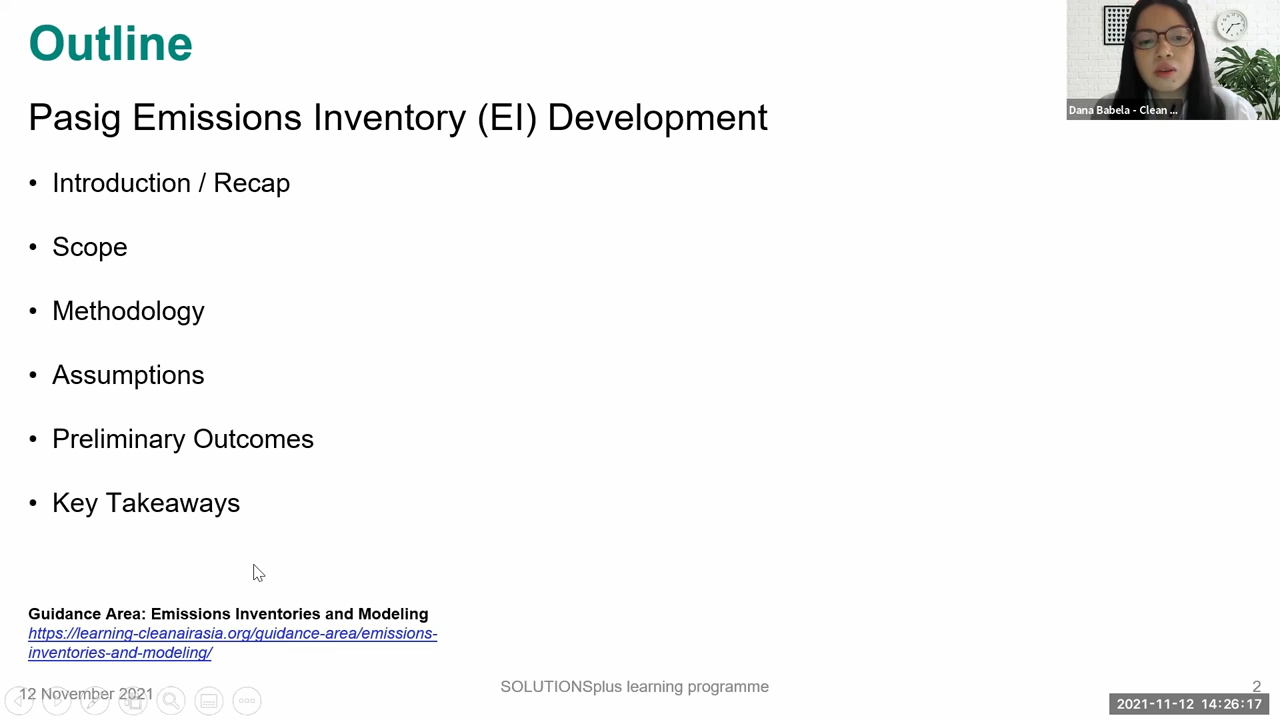 Outline
Dana Babela - Clean ...
Pasig Emissions Inventory (EI) Development
• Introduction / Recap
• Scope
• Methodology
• Assumptions
• Preliminary Outcomes
• Key Takeaways
Guidance Area: Emissions Inventories and Modeling
https://learning-cleanairasia.org/guidance-area/emissions-
inventories-and-modeling/
12 November 2021
SOLUTIONSplus learning programme
2
2021-11-12 14:26:17